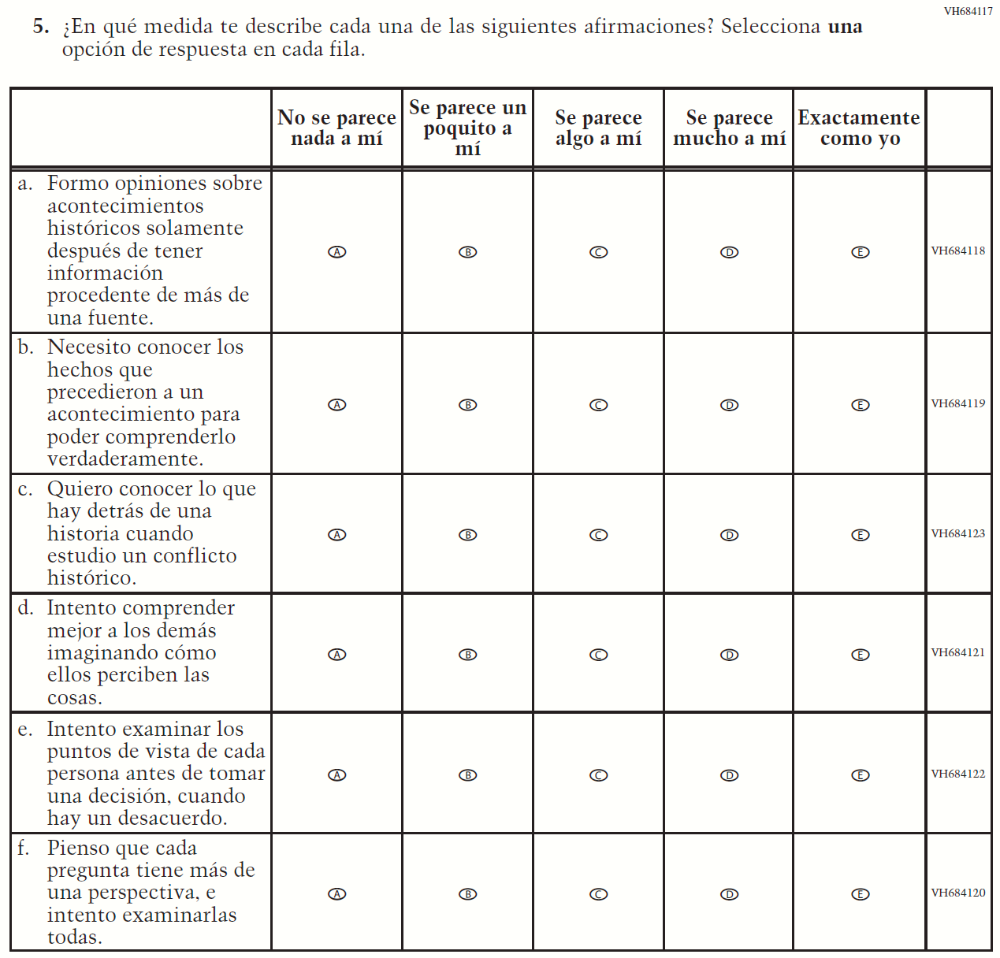 VH684117
5. ¿En qué medida te describe cada una de las siguientes afirmaciones? Selecciona una
opción de respuesta en cada fila.
No se parece
nada a mí
Se parece un
poquito a
mí
Se parece
algo a mí
Se parece
mucho a mí
Exactamente
como yo
a. Formo opiniones sobre
acontecimientos
históricos solamente
después de tener
información
procedente de más de
una fuente.
A B C D E VH684118
b. Necesito conocer los
hechos que
precedieron a un
acontecimiento para
poder comprenderlo
verdaderamente.
A B C D E VH684119
c. Quiero conocer lo que
hay detrás de una
historia cuando
estudio un conflicto
histórico.
A B C D E VH684123
d. Intento comprender
mejor a los demás
imaginando cómo
ellos perciben las
cosas.
A B C D E VH684121
e. Intento examinar los
puntos de vista de cada
persona antes de tomar
una decisión, cuando
hay un desacuerdo.
A B C D E VH684122
f. Pienso que cada
pregunta tiene más de
una perspectiva, e
intento examinarlas
todas.
A B C D E VH684120